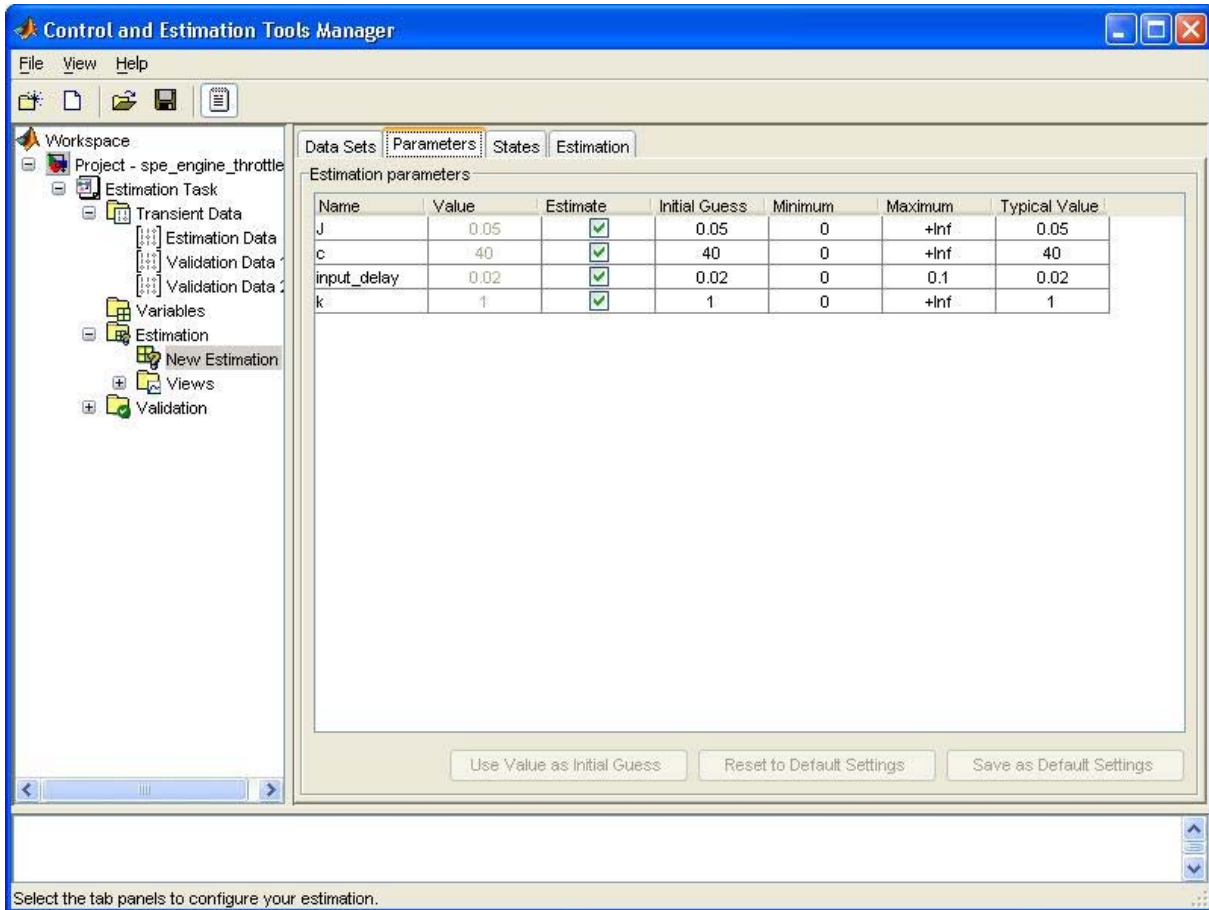 Control and Estimation Tools Manager
File View Help
Workspace
Project - spe_engine_throttle
Estimation Task
Transient Data
Estimation Data
Validation Data
Validation Data
Variables
Estimation
New Estimation
Views
Validation
Data Sets Parameters States Estimation
Estimation parameters
Name Value Estimate Initial Guess Minimum Maximum Typical Value
J 0.05 0.05 0 +Inf 0.05
c 40 40 0 +Inf 40
input_delay 0.02 0.02 0 0.1 0.02
k 1 1 0 +Inf 1
Use Value as Initial Guess Reset to Default Settings Save as Default Settings
Select the tab panels to configure your estimation.